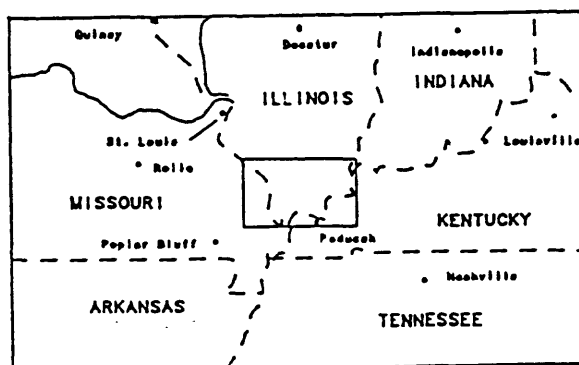 Quincy
Decatur
Indianapolis
INDIANA
ILLINOIS
St. Louis
Louisville
Rolla
MISSOURI
KENTUCKY
Poplar Bluff
Paducah
Nashville
ARKANSAS
TENNESSEE